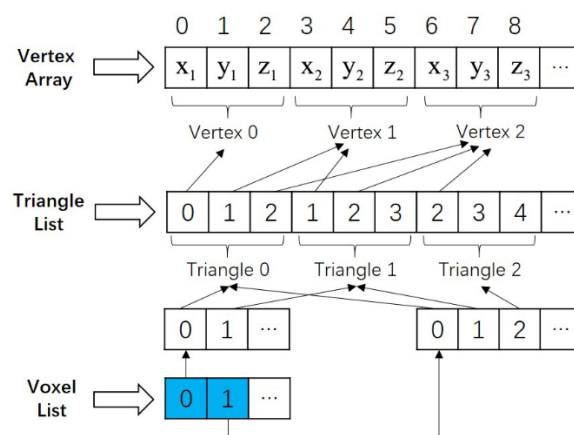 0 1 2 3 4 5 6 7 8
Vertex Array x₁ y₁ z₁ x₂ y₂ z₂ x₃ y₃ z₃ ...
Vertex 0 Vertex 1 Vertex 2
Triangle List 0 1 2 1 2 3 2 3 4 ...
Triangle 0 Triangle 1 Triangle 2
0 1 ... 0 1 2 ...
Voxel List 0 1 ...